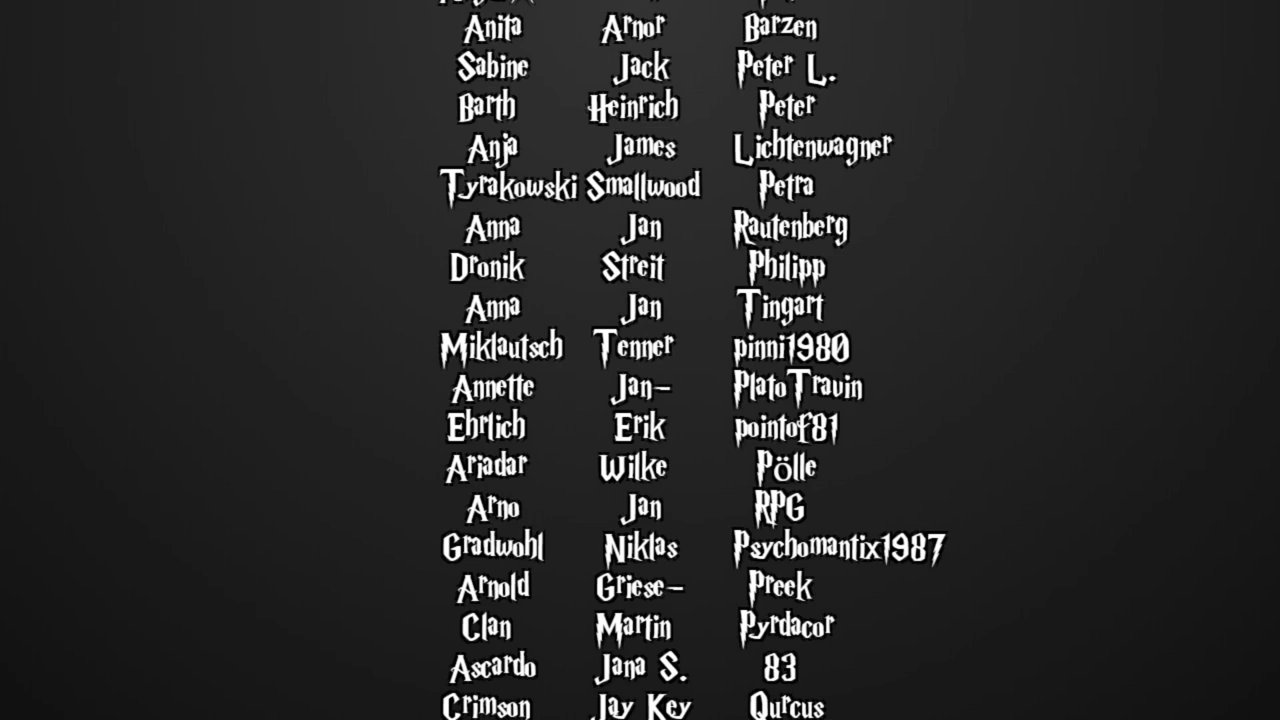 Anita Arnor Barzen
Sabine Jack Peter L.
Barth Heinrich Peter
Anja James Lichtenwagner
Tyrakowski Smallwood Petra
Anna Jan Rautenberg
Dronik Streit Philipp
Anna Jan Tingart
Miklautsch Tenner pinni1980
Annette Jan- PlatoTravin
Ehrlich Erik pointof81
Ariadar Wilke Pölle
Arno Jan RPG
Gradwohl Niklas Psychomantix1987
Arnold Griese- Preek
Clan Martin Pyrdacor
Ascardo Jana S. 83
Crimson Jay Key Qurcus